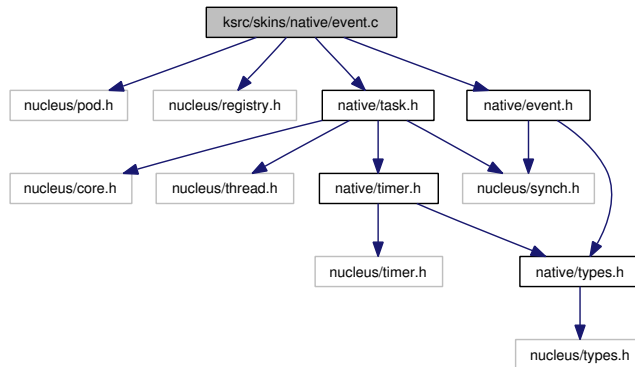 ksrc/skins/native/event.c
nucleus/pod.h
nucleus/registry.h
native/task.h
native/event.h
nucleus/core.h
nucleus/thread.h
native/timer.h
nucleus/synch.h
nucleus/timer.h
native/types.h
nucleus/types.h